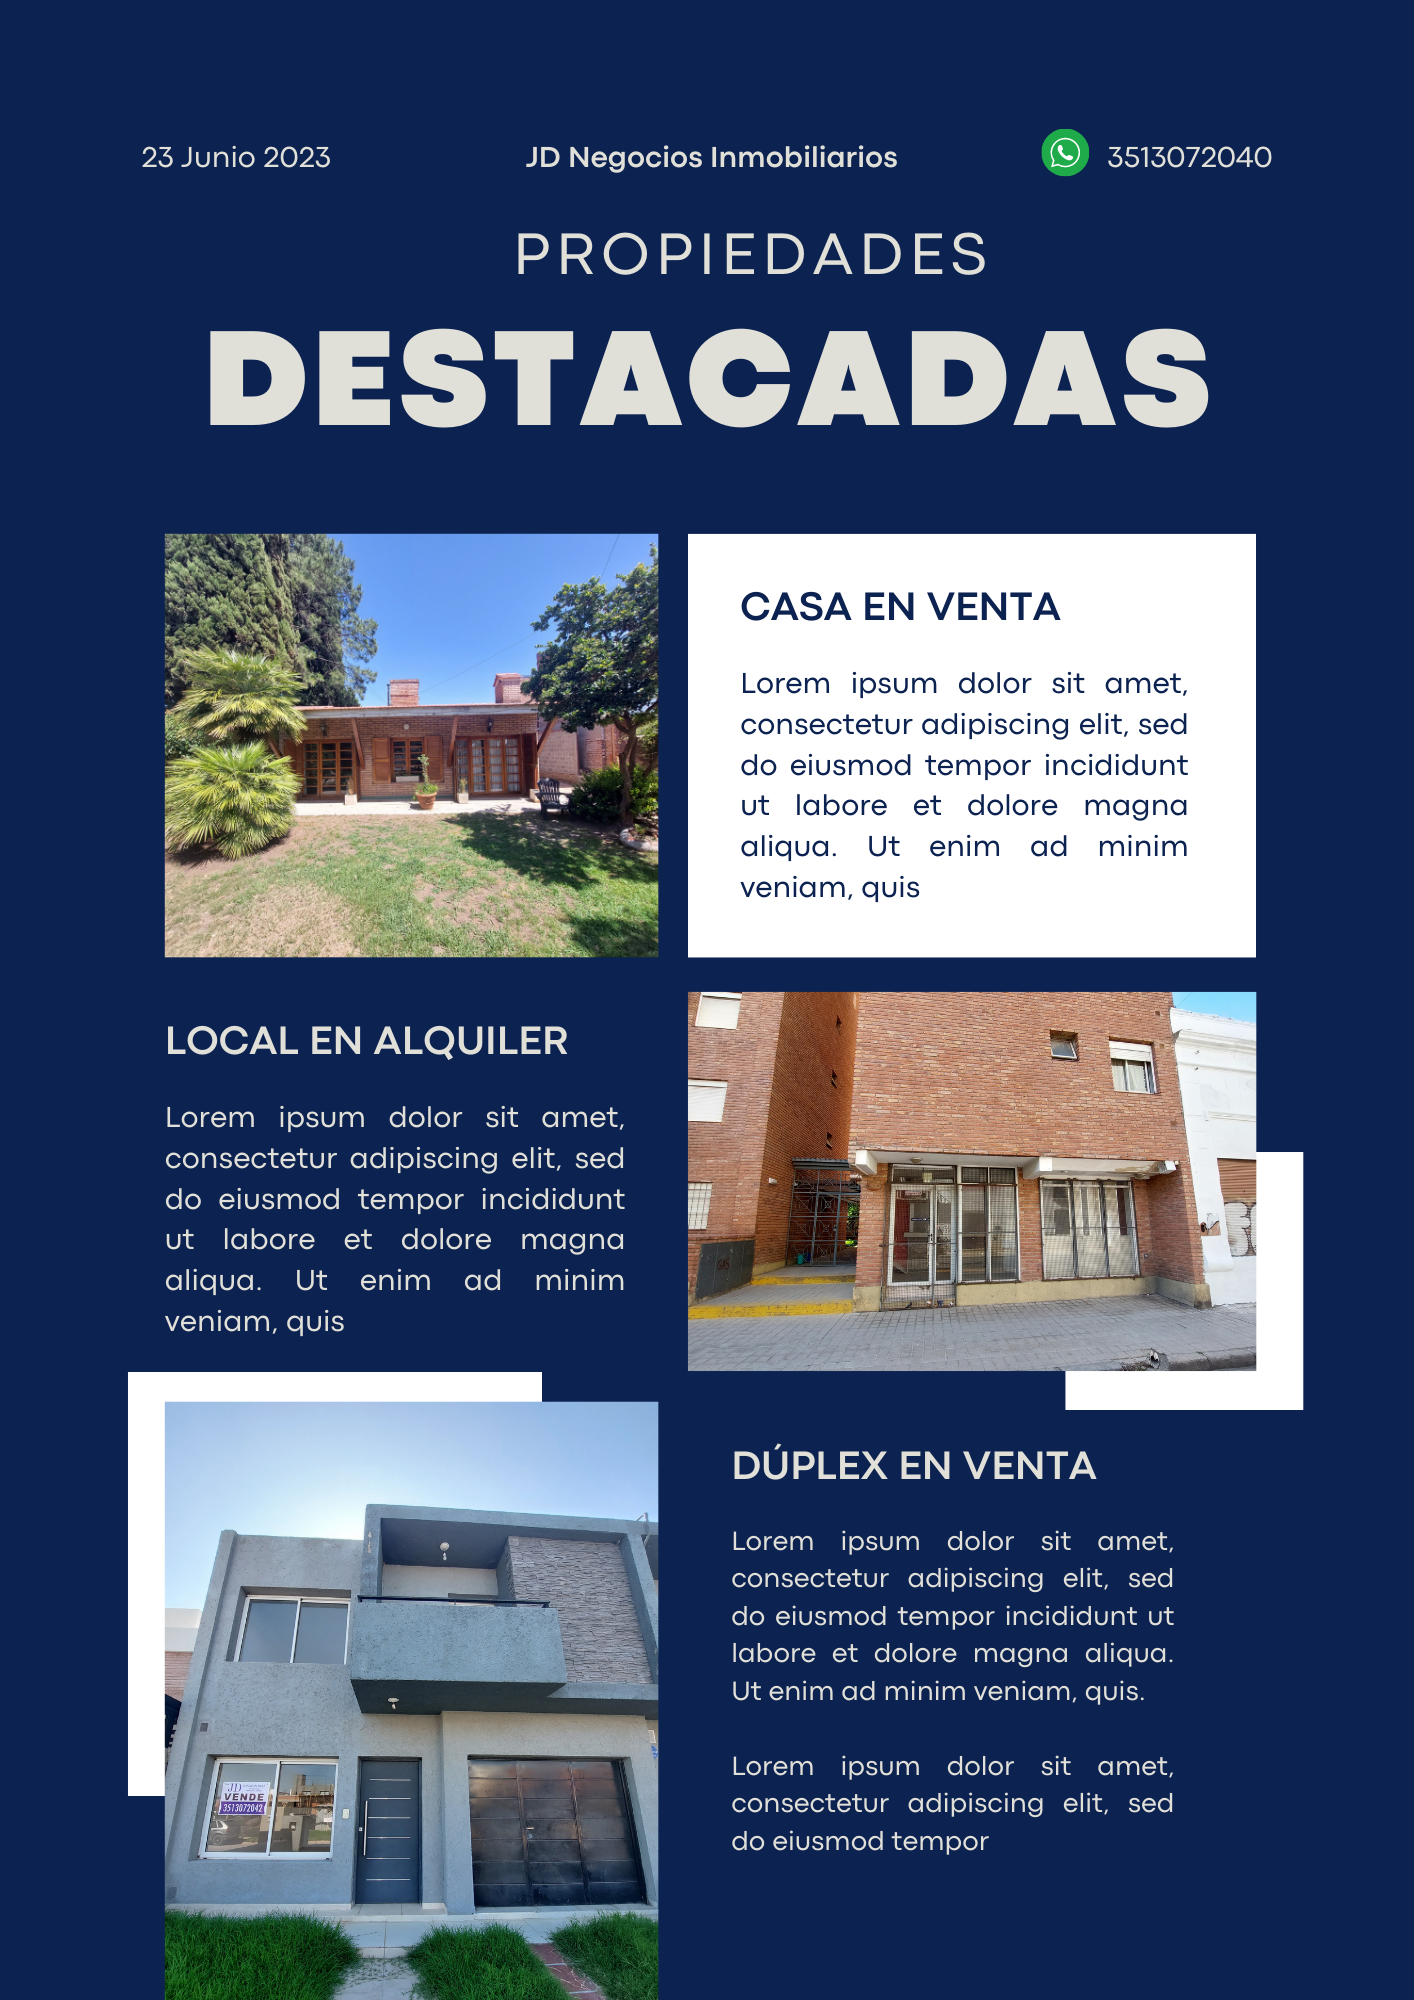 23 Junio 2023
JD Negocios Inmobiliarios
3513072040
PROPIEDADES
DESTACADAS
CASA EN VENTA
Lorem ipsum dolor sit amet,
consectetur adipiscing elit, sed
do eiusmod tempor incididunt
ut labore et dolore magna
aliqua. Ut enim ad minim
veniam, quis
LOCAL EN ALQUILER
Lorem ipsum dolor sit amet,
consectetur adipiscing elit, sed
do eiusmod tempor incididunt
ut labore et dolore magna
aliqua. Ut enim ad minim
veniam, quis
DÚPLEX EN VENTA
Lorem ipsum dolor sit amet,
consectetur adipiscing elit, sed
do eiusmod tempor incididunt ut
labore et dolore magna aliqua.
Ut enim ad minim veniam, quis.
Lorem ipsum dolor sit amet,
consectetur adipiscing elit, sed
do eiusmod tempor
JD
VENDE
3513072042